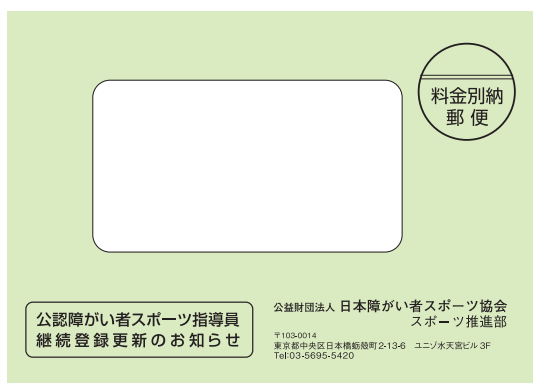 料金別納
郵便
公認障がい者スポーツ指導員
継続登録更新のお知らせ
公益財団法人 日本障がい者スポーツ協会
スポーツ推進部
〒103-0014
東京都中央区日本橋蛎殻町2-13-6 ユニゾ水天宮ビル 3F
Tel:03-5695-5420